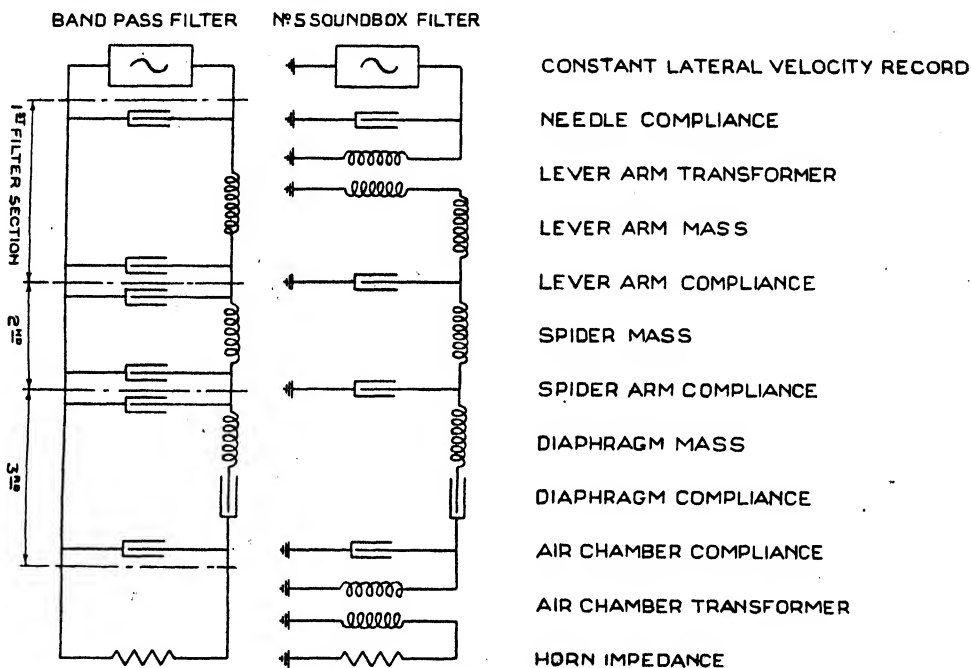 BAND PASS FILTER
Nº5 SOUNDBOX FILTER
1ST FILTER SECTION
2ND
3RD
CONSTANT LATERAL VELOCITY RECORD
NEEDLE COMPLIANCE
LEVER ARM TRANSFORMER
LEVER ARM MASS
LEVER ARM COMPLIANCE
SPIDER MASS
SPIDER ARM COMPLIANCE
DIAPHRAGM MASS
DIAPHRAGM COMPLIANCE
AIR CHAMBER COMPLIANCE
AIR CHAMBER TRANSFORMER
HORN IMPEDANCE